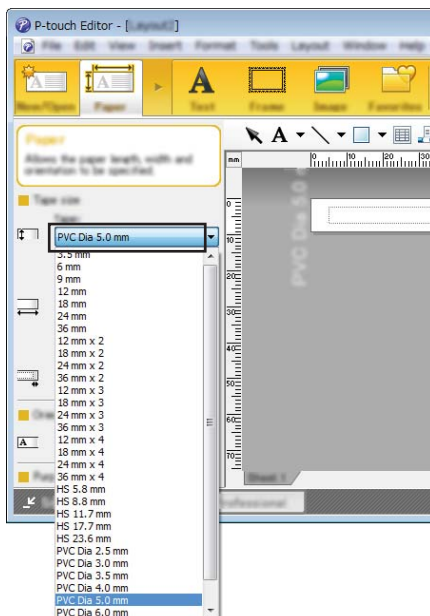 P-touch Editor - [Layout2]
File Edit View Insert Format Tools Layout Window Help
New/Open Paper Text Frame Image Favorites
Paper
Allows the paper length, width and
orientation to be specified.
Tape size
Tape:
PVC Dia 5.0 mm
3.5 mm
6 mm
9 mm
12 mm
18 mm
24 mm
36 mm
12 mm x 2
18 mm x 2
24 mm x 2
36 mm x 2
12 mm x 3
18 mm x 3
24 mm x 3
36 mm x 3
12 mm x 4
18 mm x 4
24 mm x 4
36 mm x 4
HS 5.8 mm
HS 8.8 mm
HS 11.7 mm
HS 17.7 mm
HS 23.6 mm
PVC Dia 2.5 mm
PVC Dia 3.0 mm
PVC Dia 3.5 mm
PVC Dia 4.0 mm
PVC Dia 5.0 mm
PVC Dia 6.0 mm
A
mm
0 10 20 30
0
10
20
30
40
50
60
70
PVC Dia 5.0 m
Sheet 1
Professional